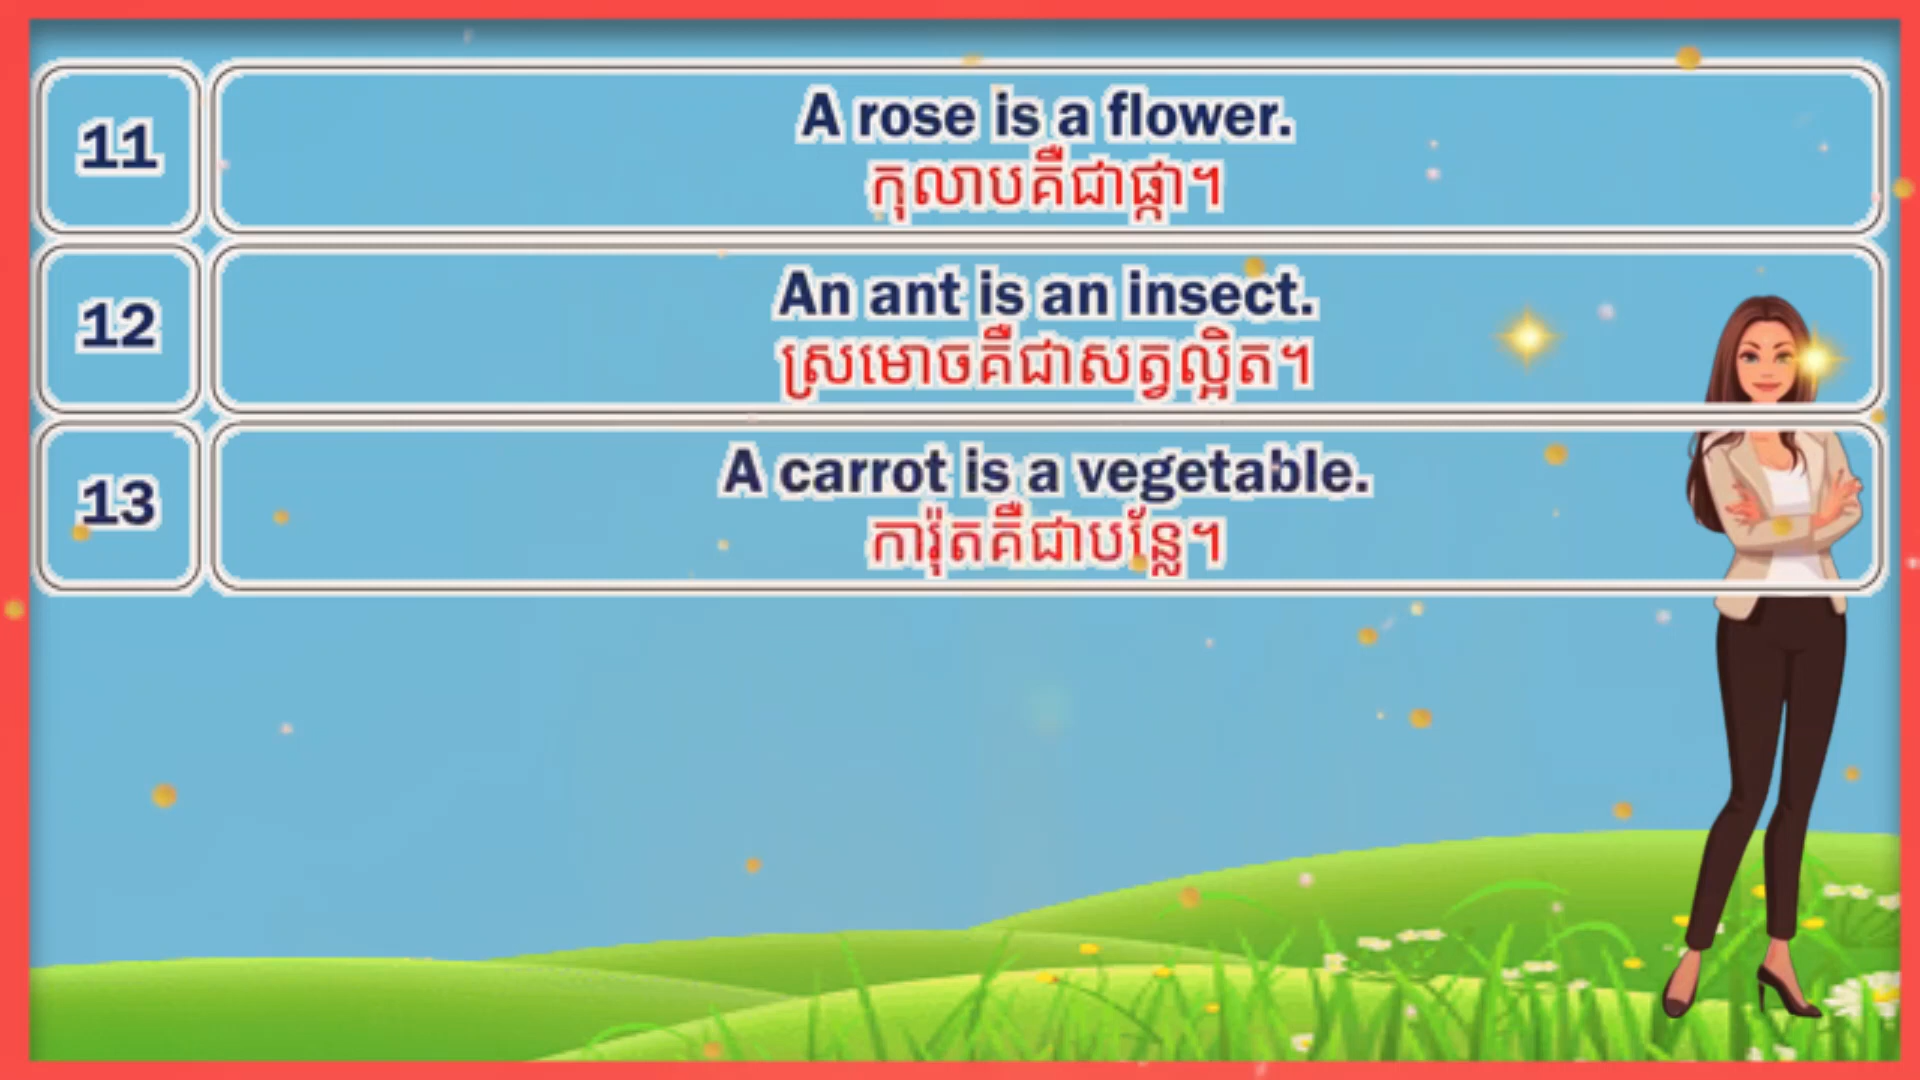 11
A rose is a flower.
កុលាបគឺជាផ្កា។
12
An ant is an insect.
ស្រមោចគឺជាសត្វល្អិត។
13
A carrot is a vegetable.
ការ៉ុតគឺជាបន្លែ។